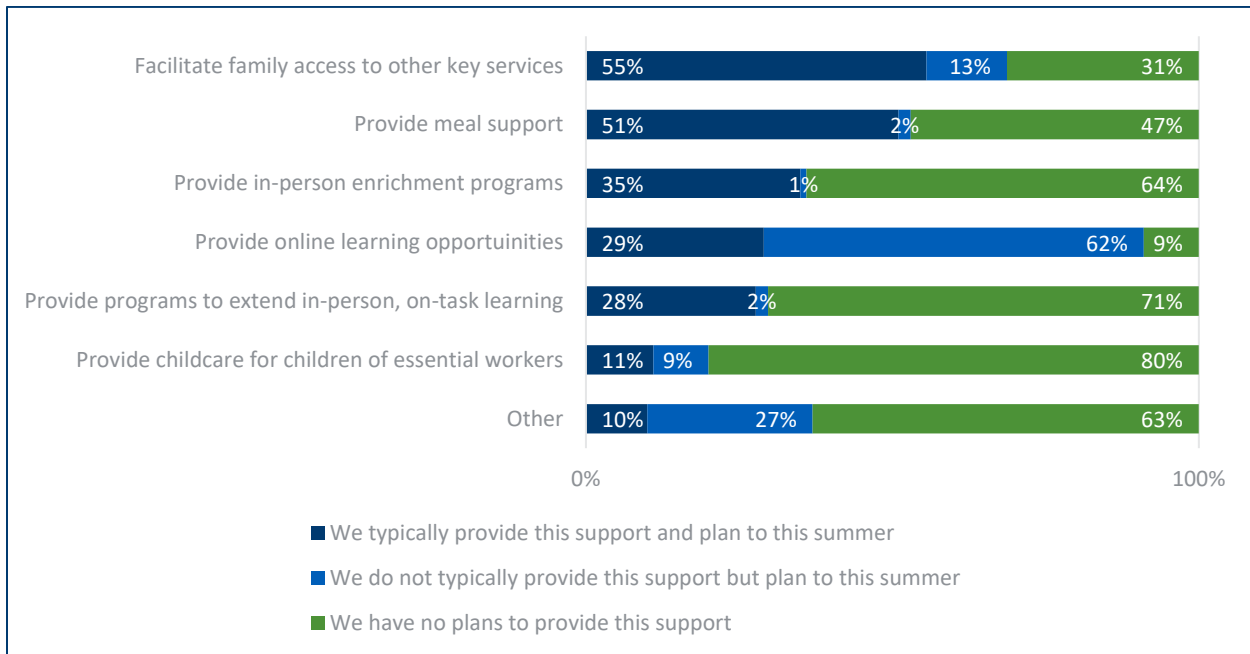 Facilitate family access to other key services 55% 13% 31%
Provide meal support 51% 2% 47%
Provide in-person enrichment programs 35% 1% 64%
Provide online learning opportuinities 29% 62% 9%
Provide programs to extend in-person, on-task learning 28% 2% 71%
Provide childcare for children of essential workers 11% 9% 80%
Other 10% 27% 63%
0% 100%
We typically provide this support and plan to this summer
We do not typically provide this support but plan to this summer
We have no plans to provide this support